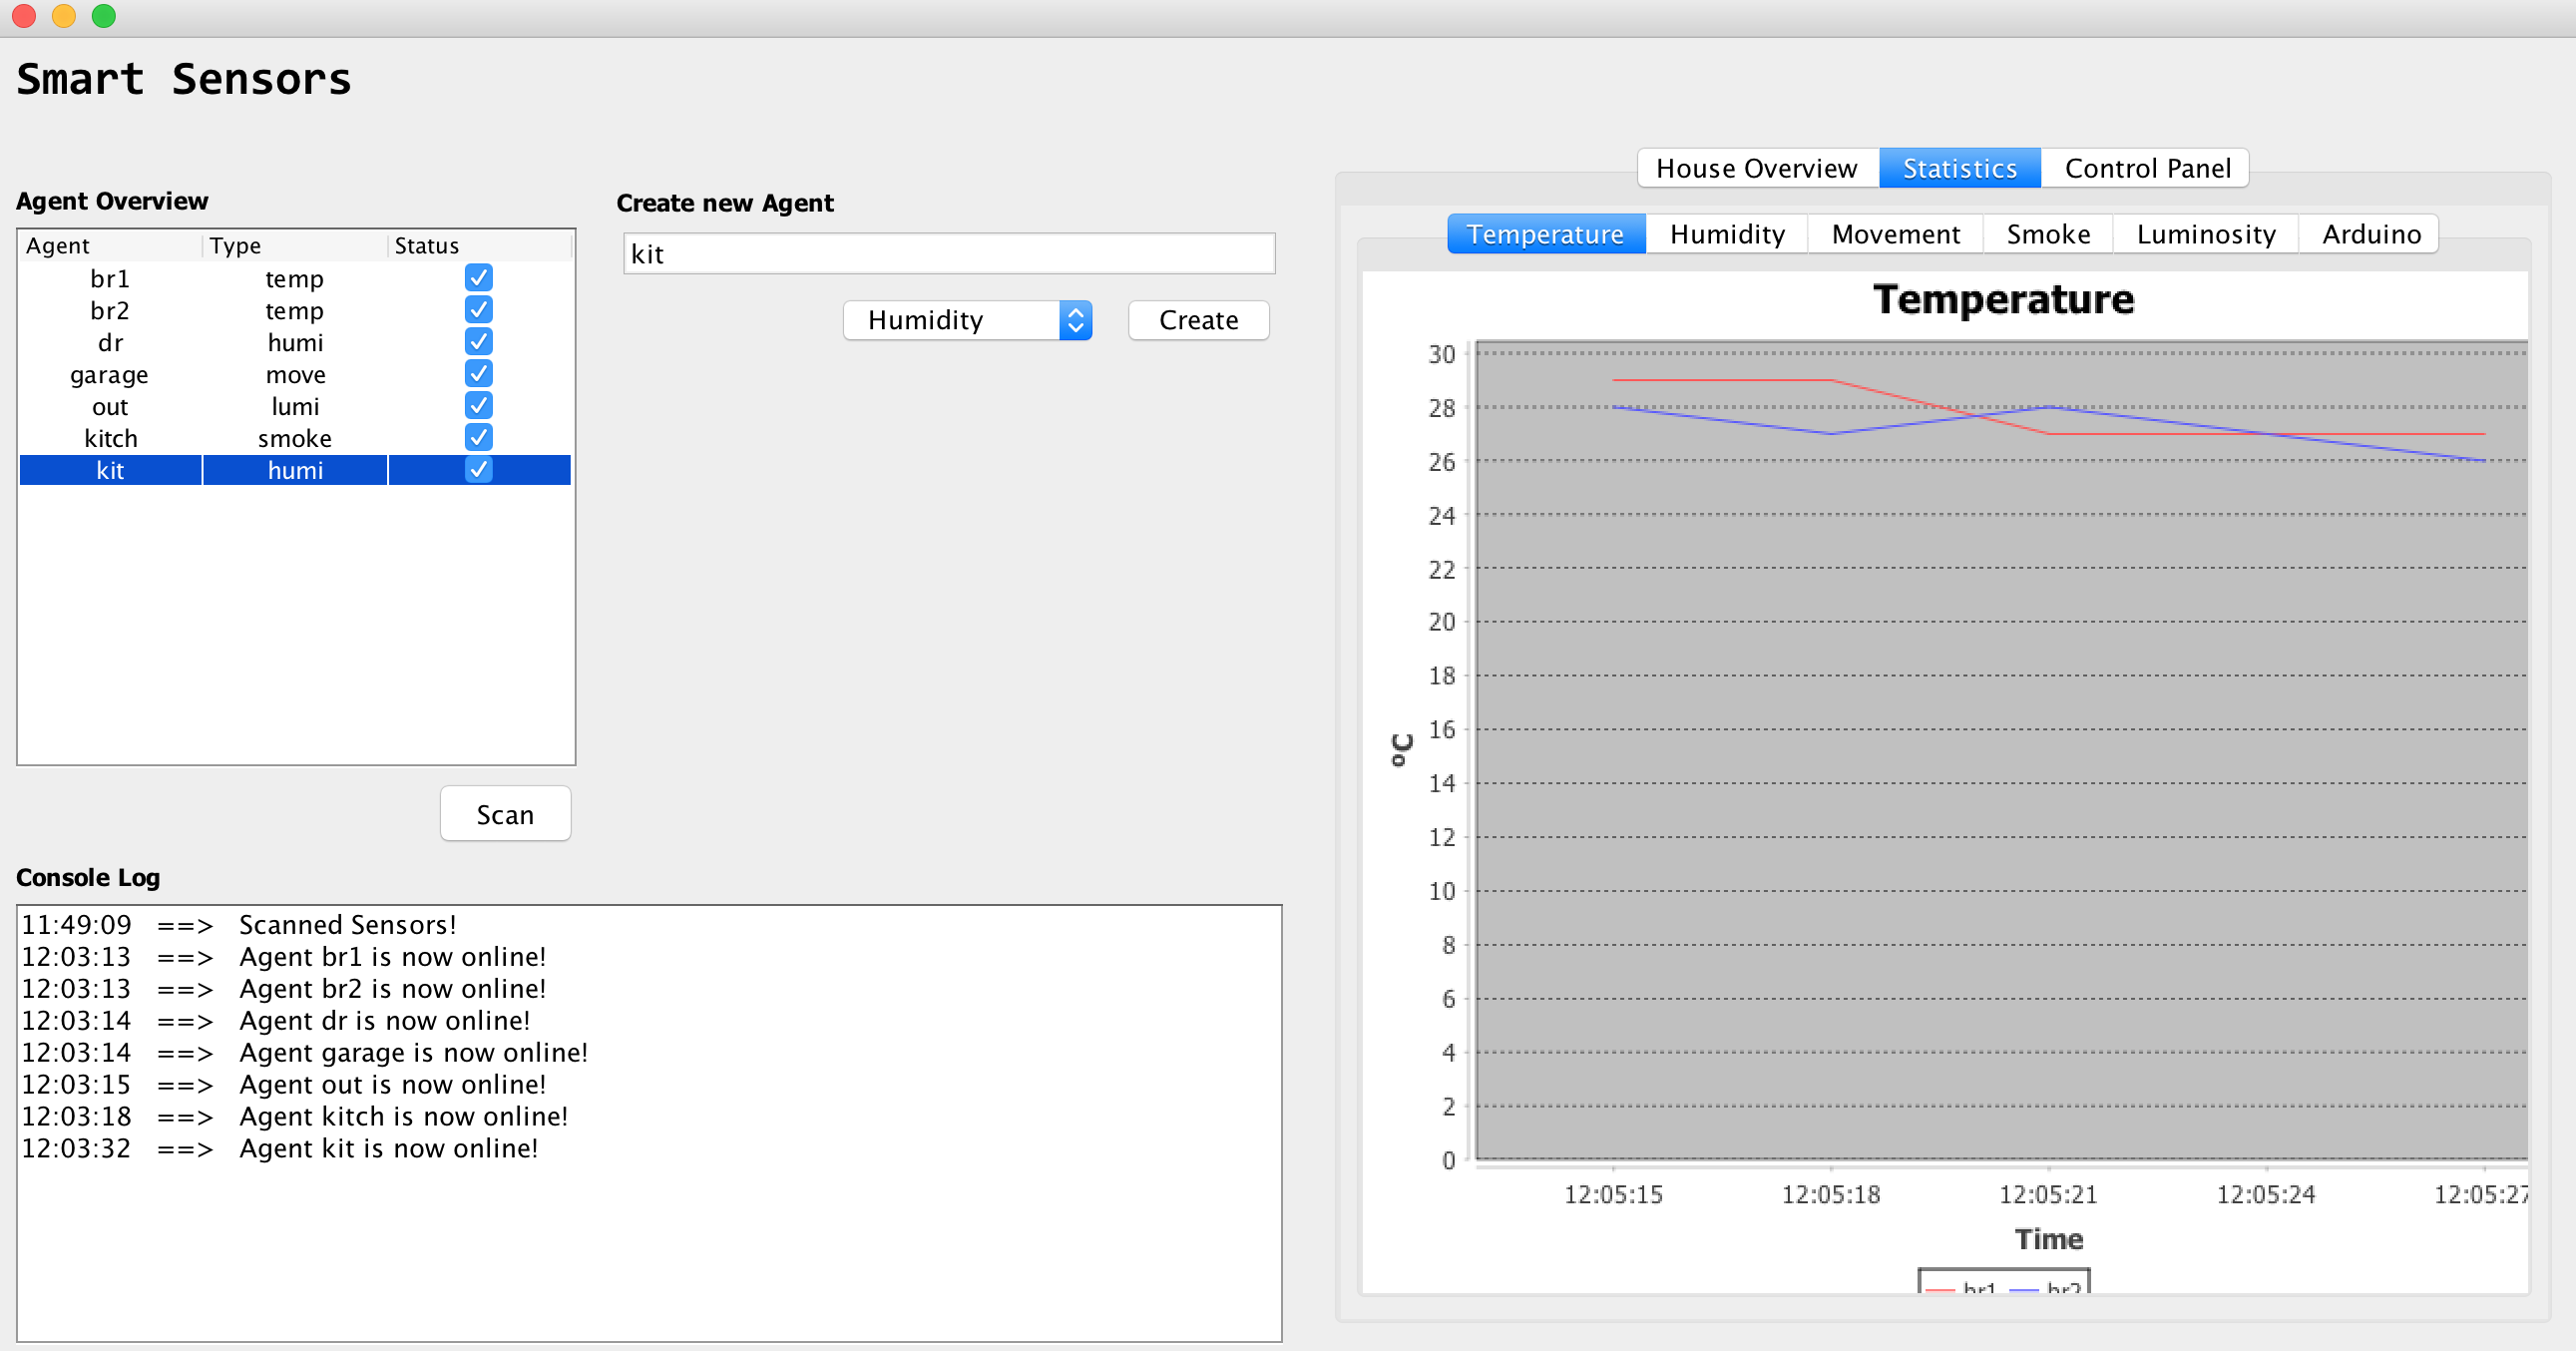 Smart Sensors
Agent Overview
Agent Type Status
br1 temp
br2 temp
dr humi
garage move
out lumi
kitch smoke
kit humi
Scan
Create new Agent
kit
Humidity Create
Console Log
11:49:09 ==> Scanned Sensors!
12:03:13 ==> Agent br1 is now online!
12:03:13 ==> Agent br2 is now online!
12:03:14 ==> Agent dr is now online!
12:03:14 ==> Agent garage is now online!
12:03:15 ==> Agent out is now online!
12:03:18 ==> Agent kitch is now online!
12:03:32 ==> Agent kit is now online!
House Overview Statistics Control Panel
Temperature Humidity Movement Smoke Luminosity Arduino
Temperature
30
28
26
24
22
20
18
16
14
12
10
8
6
4
2
0
ºC
12:05:15 12:05:18 12:05:21 12:05:24 12:05:27
Time
br1 br2